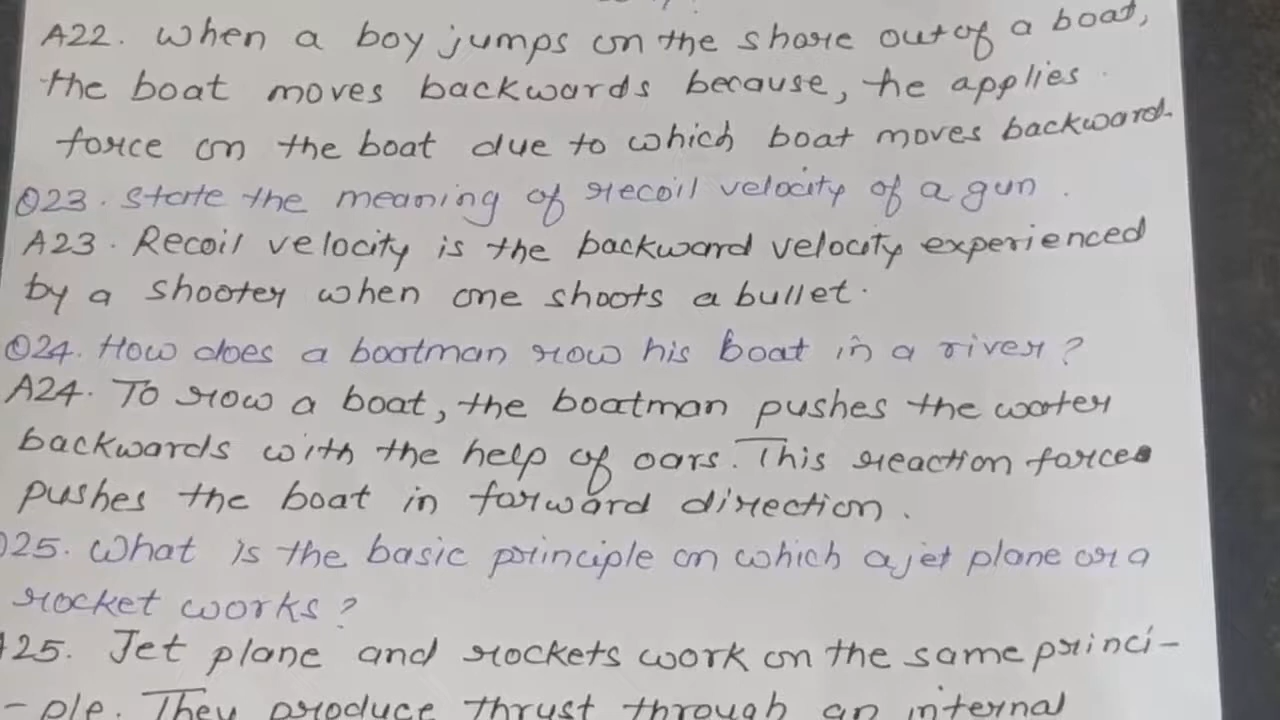 A22. When a boy jumps on the shore out of a boat,
the boat moves backwards because, he applies
force on the boat due to which boat moves backward.
Q23. State the meaning of recoil velocity of a gun.
A23. Recoil velocity is the backward velocity experienced
by a shooter when one shoots a bullet.
Q24. How does a boatman row his boat in a river?
A24. To row a boat, the boatman pushes the water
backwards with the help of oars. This reaction force
pushes the boat in forward direction.
Q25. What is the basic principle on which a jet plane or a
rocket works?
A25. Jet plane and rockets work on the same princi-
-ple. They produce thrust through an internal